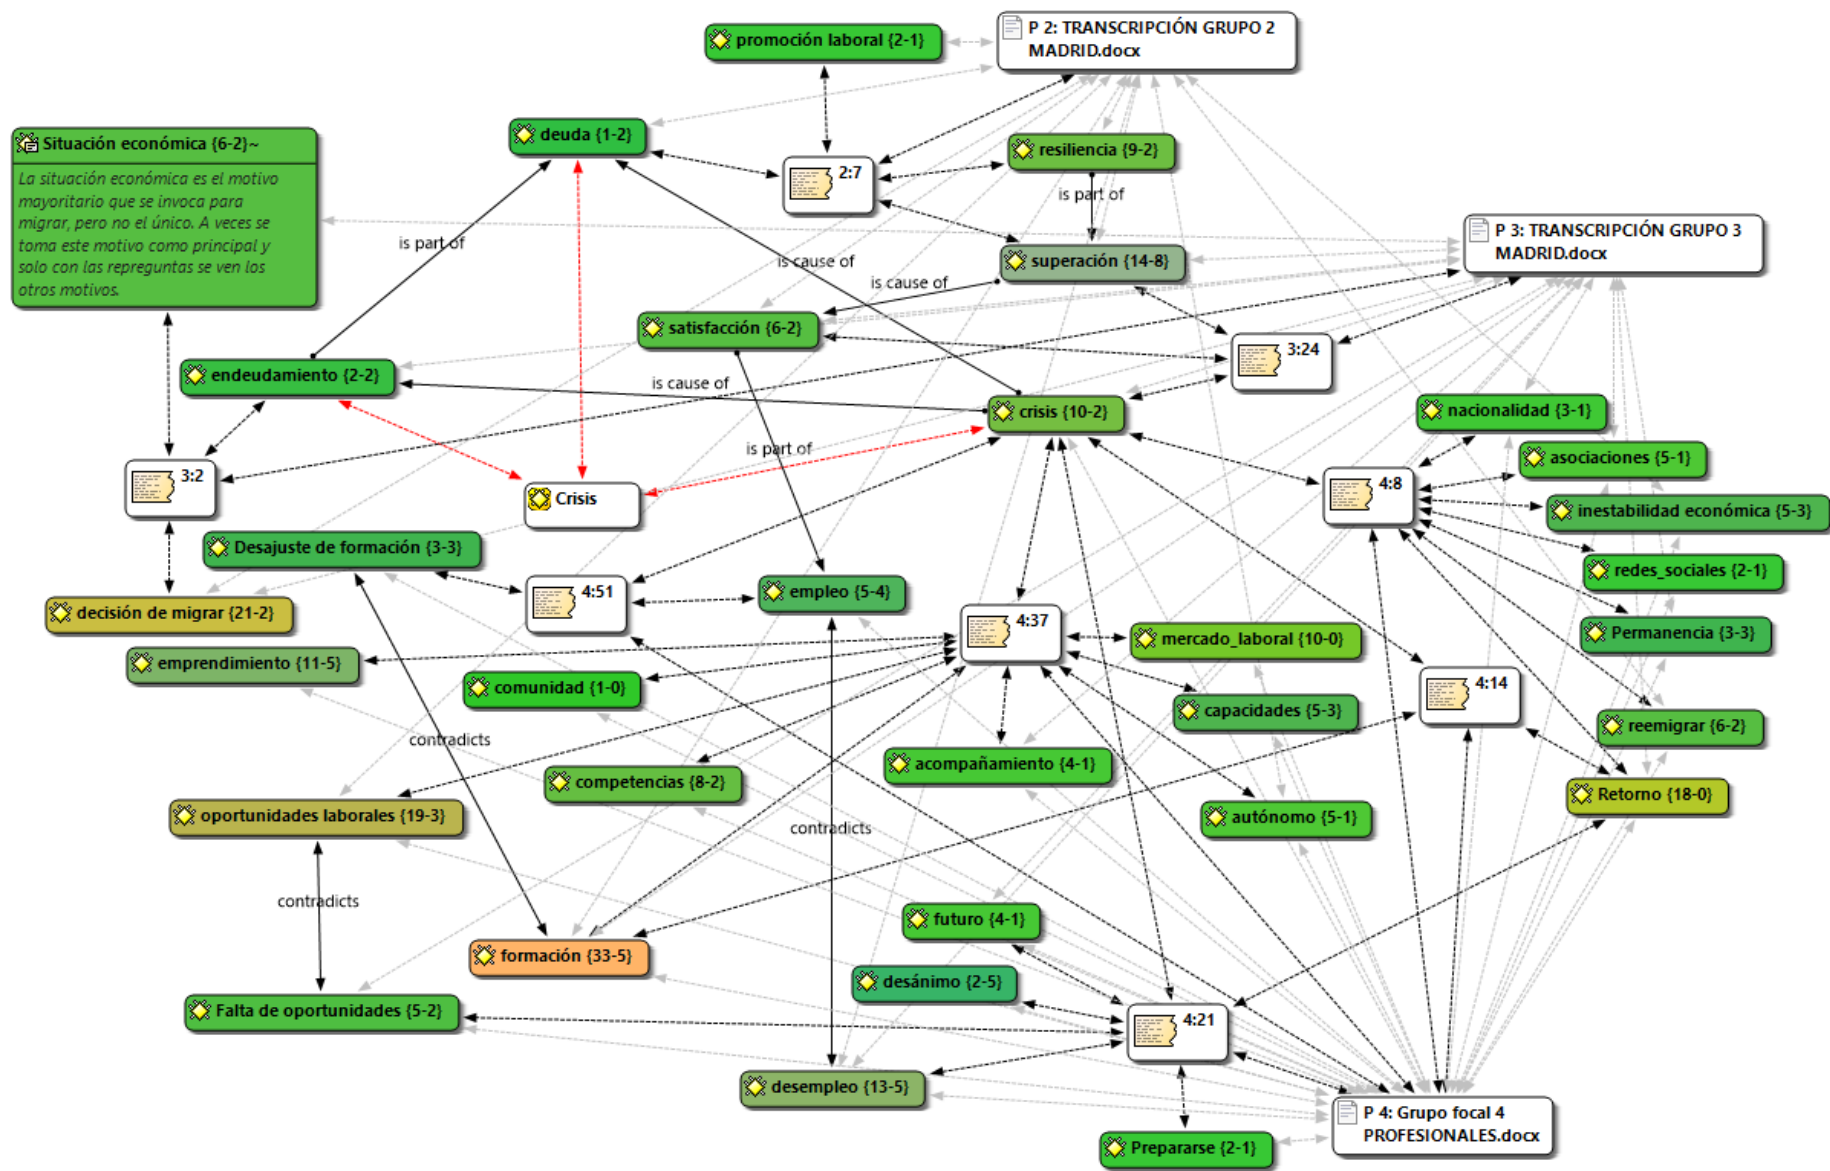 promoción laboral {2-1}
P 2: TRANSCRIPCIÓN GRUPO 2
MADRID.docx
Situación económica {6-2}~
La situación económica es el motivo
mayoritario que se invoca para
migrar, pero no el único. A veces se
toma este motivo como principal y
solo con las repreguntas se ven los
otros motivos.
deuda {1-2}
2:7
resiliencia {9-2}
is part of
P 3: TRANSCRIPCIÓN GRUPO 3
MADRID.docx
is part of
is cause of
superación {14-8}
is cause of
satisfacción {6-2}
3:24
endeudamiento {2-2}
is cause of
crisis {10-2}
nacionalidad {3-1}
is part of
asociaciones {5-1}
3:2
Crisis
4:8
inestabilidad económica {5-3}
Desajuste de formación {3-3}
redes_sociales {2-1}
4:51
empleo {5-4}
decisión de migrar {21-2}
4:37
mercado_laboral {10-0}
Permanencia {3-3}
emprendimiento {11-5}
comunidad {1-0}
4:14
capacidades {5-3}
reemigrar {6-2}
contradicts
acompañamiento {4-1}
competencias {8-2}
Retorno {18-0}
oportunidades laborales {19-3}
contradicts
autónomo {5-1}
contradicts
futuro {4-1}
formación {33-5}
desánimo {2-5}
Falta de oportunidades {5-2}
4:21
desempleo {13-5}
P 4: Grupo focal 4
PROFESIONALES.docx
Prepararse {2-1}